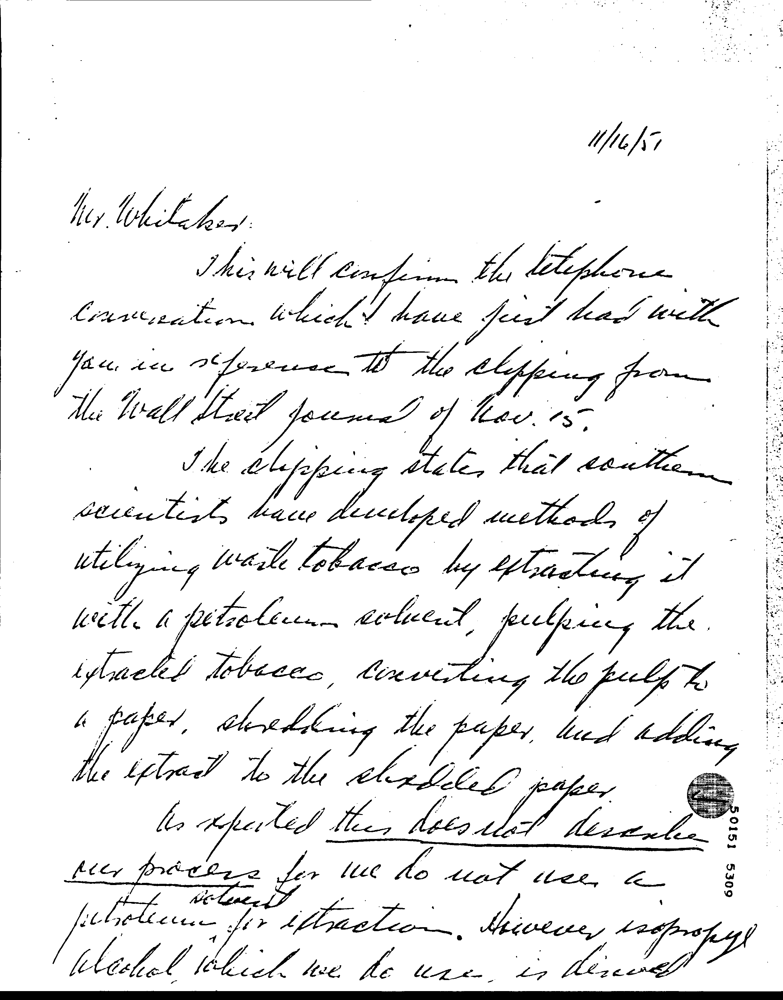 11/16/51
Mr. Whitaker:
This will confirm the telephone
conversation which I have just had with
you in reference to the clipping from
the Wall Street Journal of Nov. 15.
The clipping states that southern
scientists have developed methods of
utilizing waste tobacco by extracting it
with a petroleum solvent, pulping the
extracted tobacco, converting the pulp to
a paper, shredding the paper, and adding
the extract to the shredded paper.
As reported this does not describe
our process for we do not use a
petroleum solvent for extraction. However isopropyl
alcohol, which we do use, is derived
50151 5309